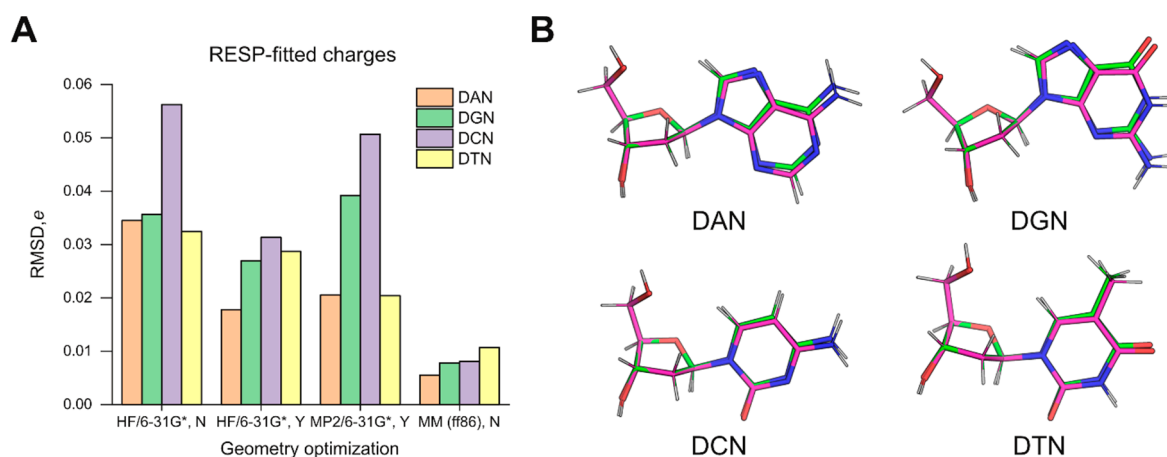 A
RESP-fitted charges
0.06
0.05
0.04
0.03
0.02
0.01
0.00
RMSD,e
DAN
DGN
DCN
DTN
HF/6-31G*, N
HF/6-31G*, Y
MP2/6-31G*, Y
MM (ff86), N
Geometry optimization
B
DAN
DGN
DCN
DTN